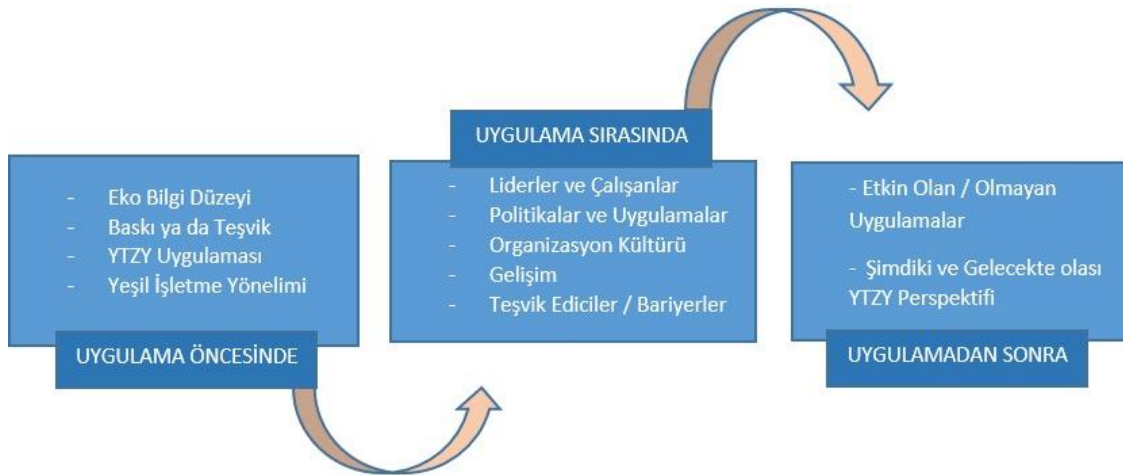 - Eko Bilgi Düzeyi
- Baskı ya da Teşvik
- YTZY Uygulaması
- Yeşil İşletme Yönelimi
UYGULAMA ÖNCESİNDE
UYGULAMA SIRASINDA
- Liderler ve Çalışanlar
- Politikalar ve Uygulamalar
- Organizasyon Kültürü
- Gelişim
- Teşvik Ediciler / Bariyerler
- Etkin Olan / Olmayan
Uygulamalar
- Şimdiki ve Gelecekte olası
YTZY Perspektifi
UYGULAMADAN SONRA